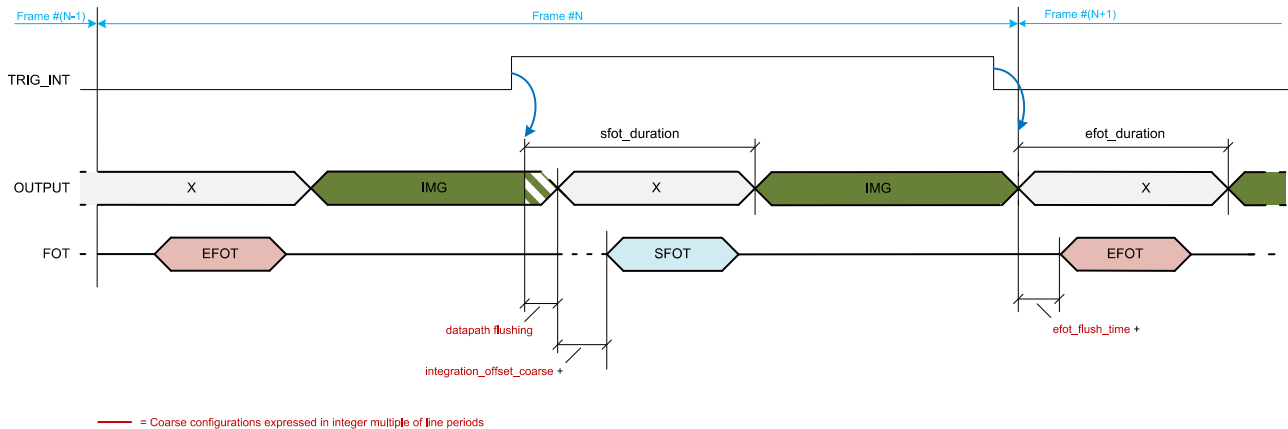 Frame #(N-1)
Frame #N
Frame #(N+1)
TRIG_INT
sfot_duration
efot_duration
OUTPUT
X
IMG
X
IMG
X
FOT
EFOT
SFOT
EFOT
datapath flushing
efot_flush_time +
integration_offset_coarse +
= Coarse configurations expressed in integer multiple of line periods